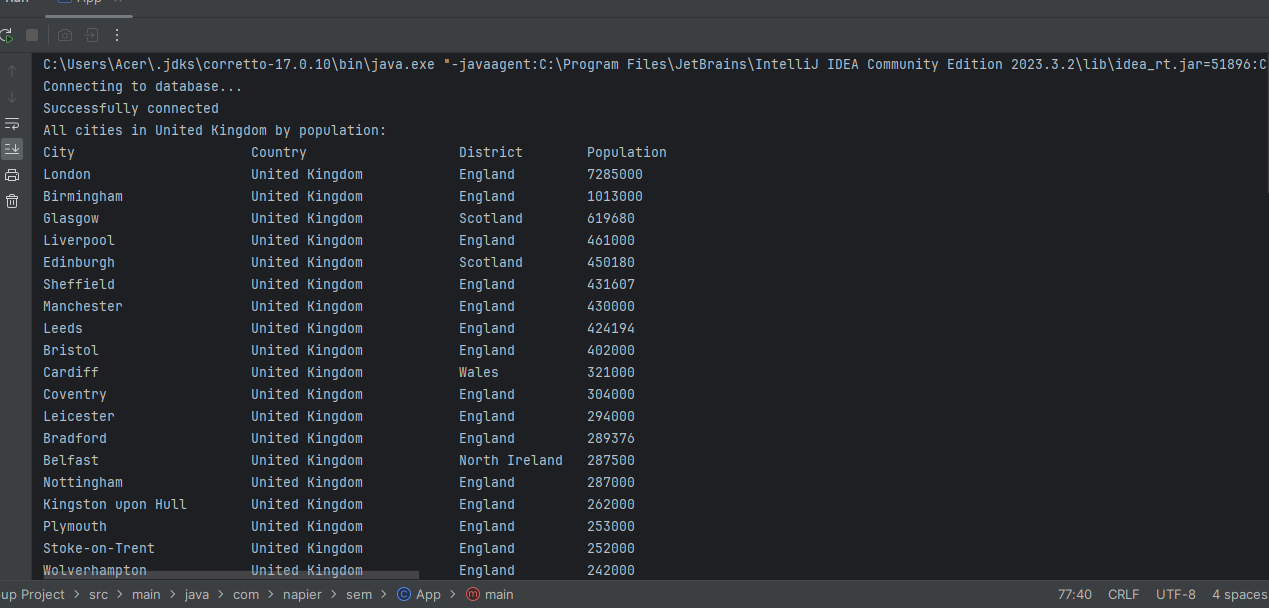 App
C:\Users\Acer\.jdks\corretto-17.0.10\bin\java.exe "-javaagent:C:\Program Files\JetBrains\IntelliJ IDEA Community Edition 2023.3.2\lib\idea_rt.jar=51896:C
Connecting to database...
Successfully connected
All cities in United Kingdom by population:
City Country District Population
London United Kingdom England 7285000
Birmingham United Kingdom England 1013000
Glasgow United Kingdom Scotland 619680
Liverpool United Kingdom England 461000
Edinburgh United Kingdom Scotland 450180
Sheffield United Kingdom England 431607
Manchester United Kingdom England 430000
Leeds United Kingdom England 424194
Bristol United Kingdom England 402000
Cardiff United Kingdom Wales 321000
Coventry United Kingdom England 304000
Leicester United Kingdom England 294000
Bradford United Kingdom England 289376
Belfast United Kingdom North Ireland 287500
Nottingham United Kingdom England 287000
Kingston upon Hull United Kingdom England 262000
Plymouth United Kingdom England 253000
Stoke-on-Trent United Kingdom England 252000
Wolverhampton United Kingdom England 242000
up Project > src > main > java > com > napier > sem > App > main 77:40 CRLF UTF-8 4 spaces